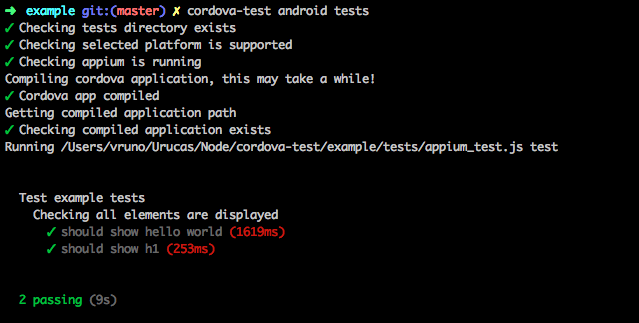 ➜ example git:(master) ✗ cordova-test android tests
✓ Checking tests directory exists
✓ Checking selected platform is supported
✓ Checking appium is running
Compiling cordova application, this may take a while!
✓ Cordova app compiled
Getting compiled application path
✓ Checking compiled application exists
Running /Users/vruno/Urucas/Node/cordova-test/example/tests/appium_test.js test
Test example tests
Checking all elements are displayed
✓ should show hello world (1619ms)
✓ should show h1 (253ms)
2 passing (9s)